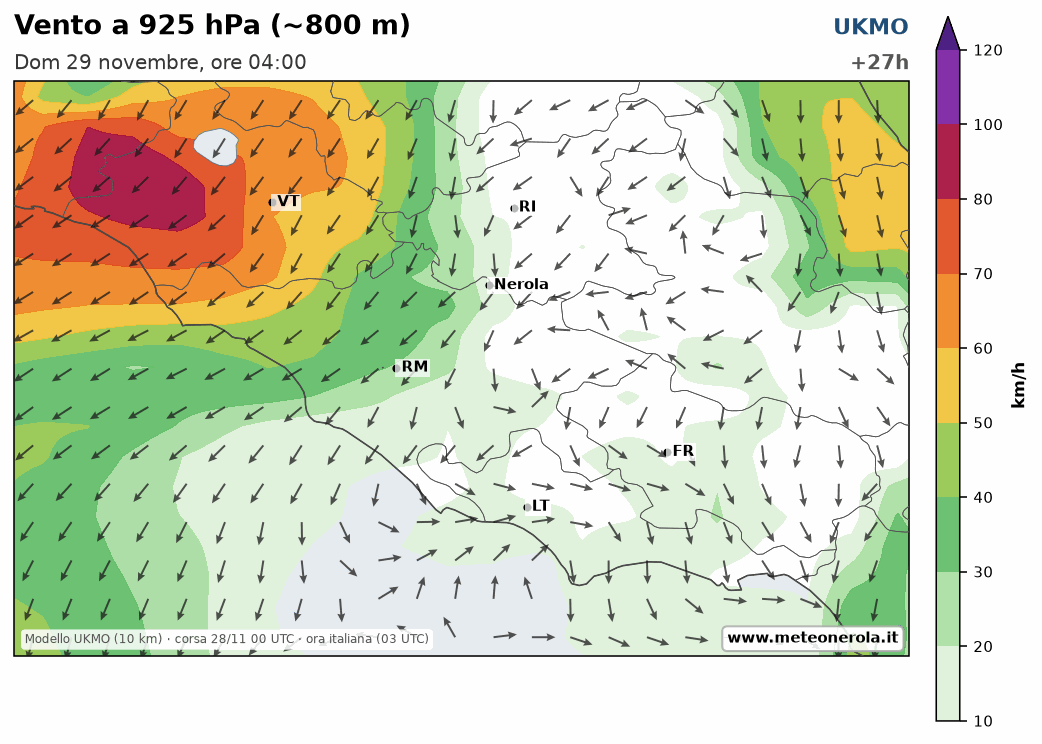 Vento a 925 hPa (~800 m)
UKMO
Dom 29 novembre, ore 04:00
+27h
VT
RI
Nerola
RM
FR
LT
Modello UKMO (10 km) · corsa 28/11 00 UTC · ora italiana (03 UTC)
www.meteonerola.it
120
100
80
70
60
50
40
30
20
10
km/h